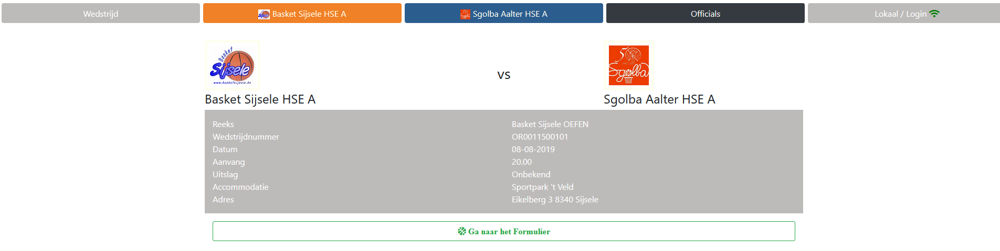 Wedstrijd
Basket Sijsele HSE A
Sgolba Aalter HSE A
Officials
Lokaal / Login
Basket
Sijsele
www.basketsijsele.be
vs
50
Sgolba
Basket Sijsele HSE A
Sgolba Aalter HSE A
Reeks Basket Sijsele OEFEN
Wedstrijdnummer OR0011500101
Datum 08-08-2019
Aanvang 20.00
Uitslag Onbekend
Accommodatie Sportpark 't Veld
Adres Eikelberg 3 8340 Sijsele
Ga naar het Formulier